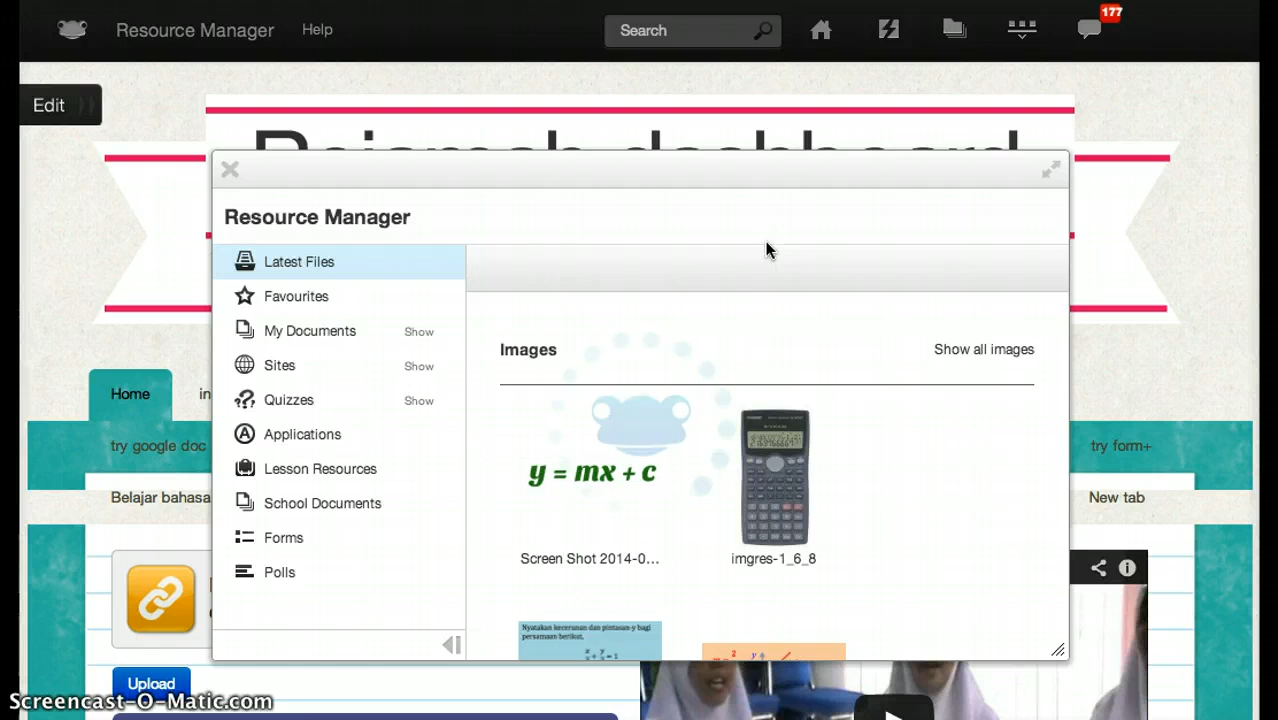 Resource Manager
Help
Search
177
Edit
dashboard
Resource Manager
Latest Files
Favourites
My Documents
Show
Sites
Show
Quizzes
Show
Applications
Lesson Resources
School Documents
Forms
Polls
Images
Show all images
y = mx + c
Screen Shot 2014-0...
imgres-1_6_8
Nyatakan kecerunan dan pintasan-y bagi
persamaan berikut,
Home
in
try google doc
try form+
Belajar bahasa
New tab
Upload
SCREENCAST-O-MATIC.com